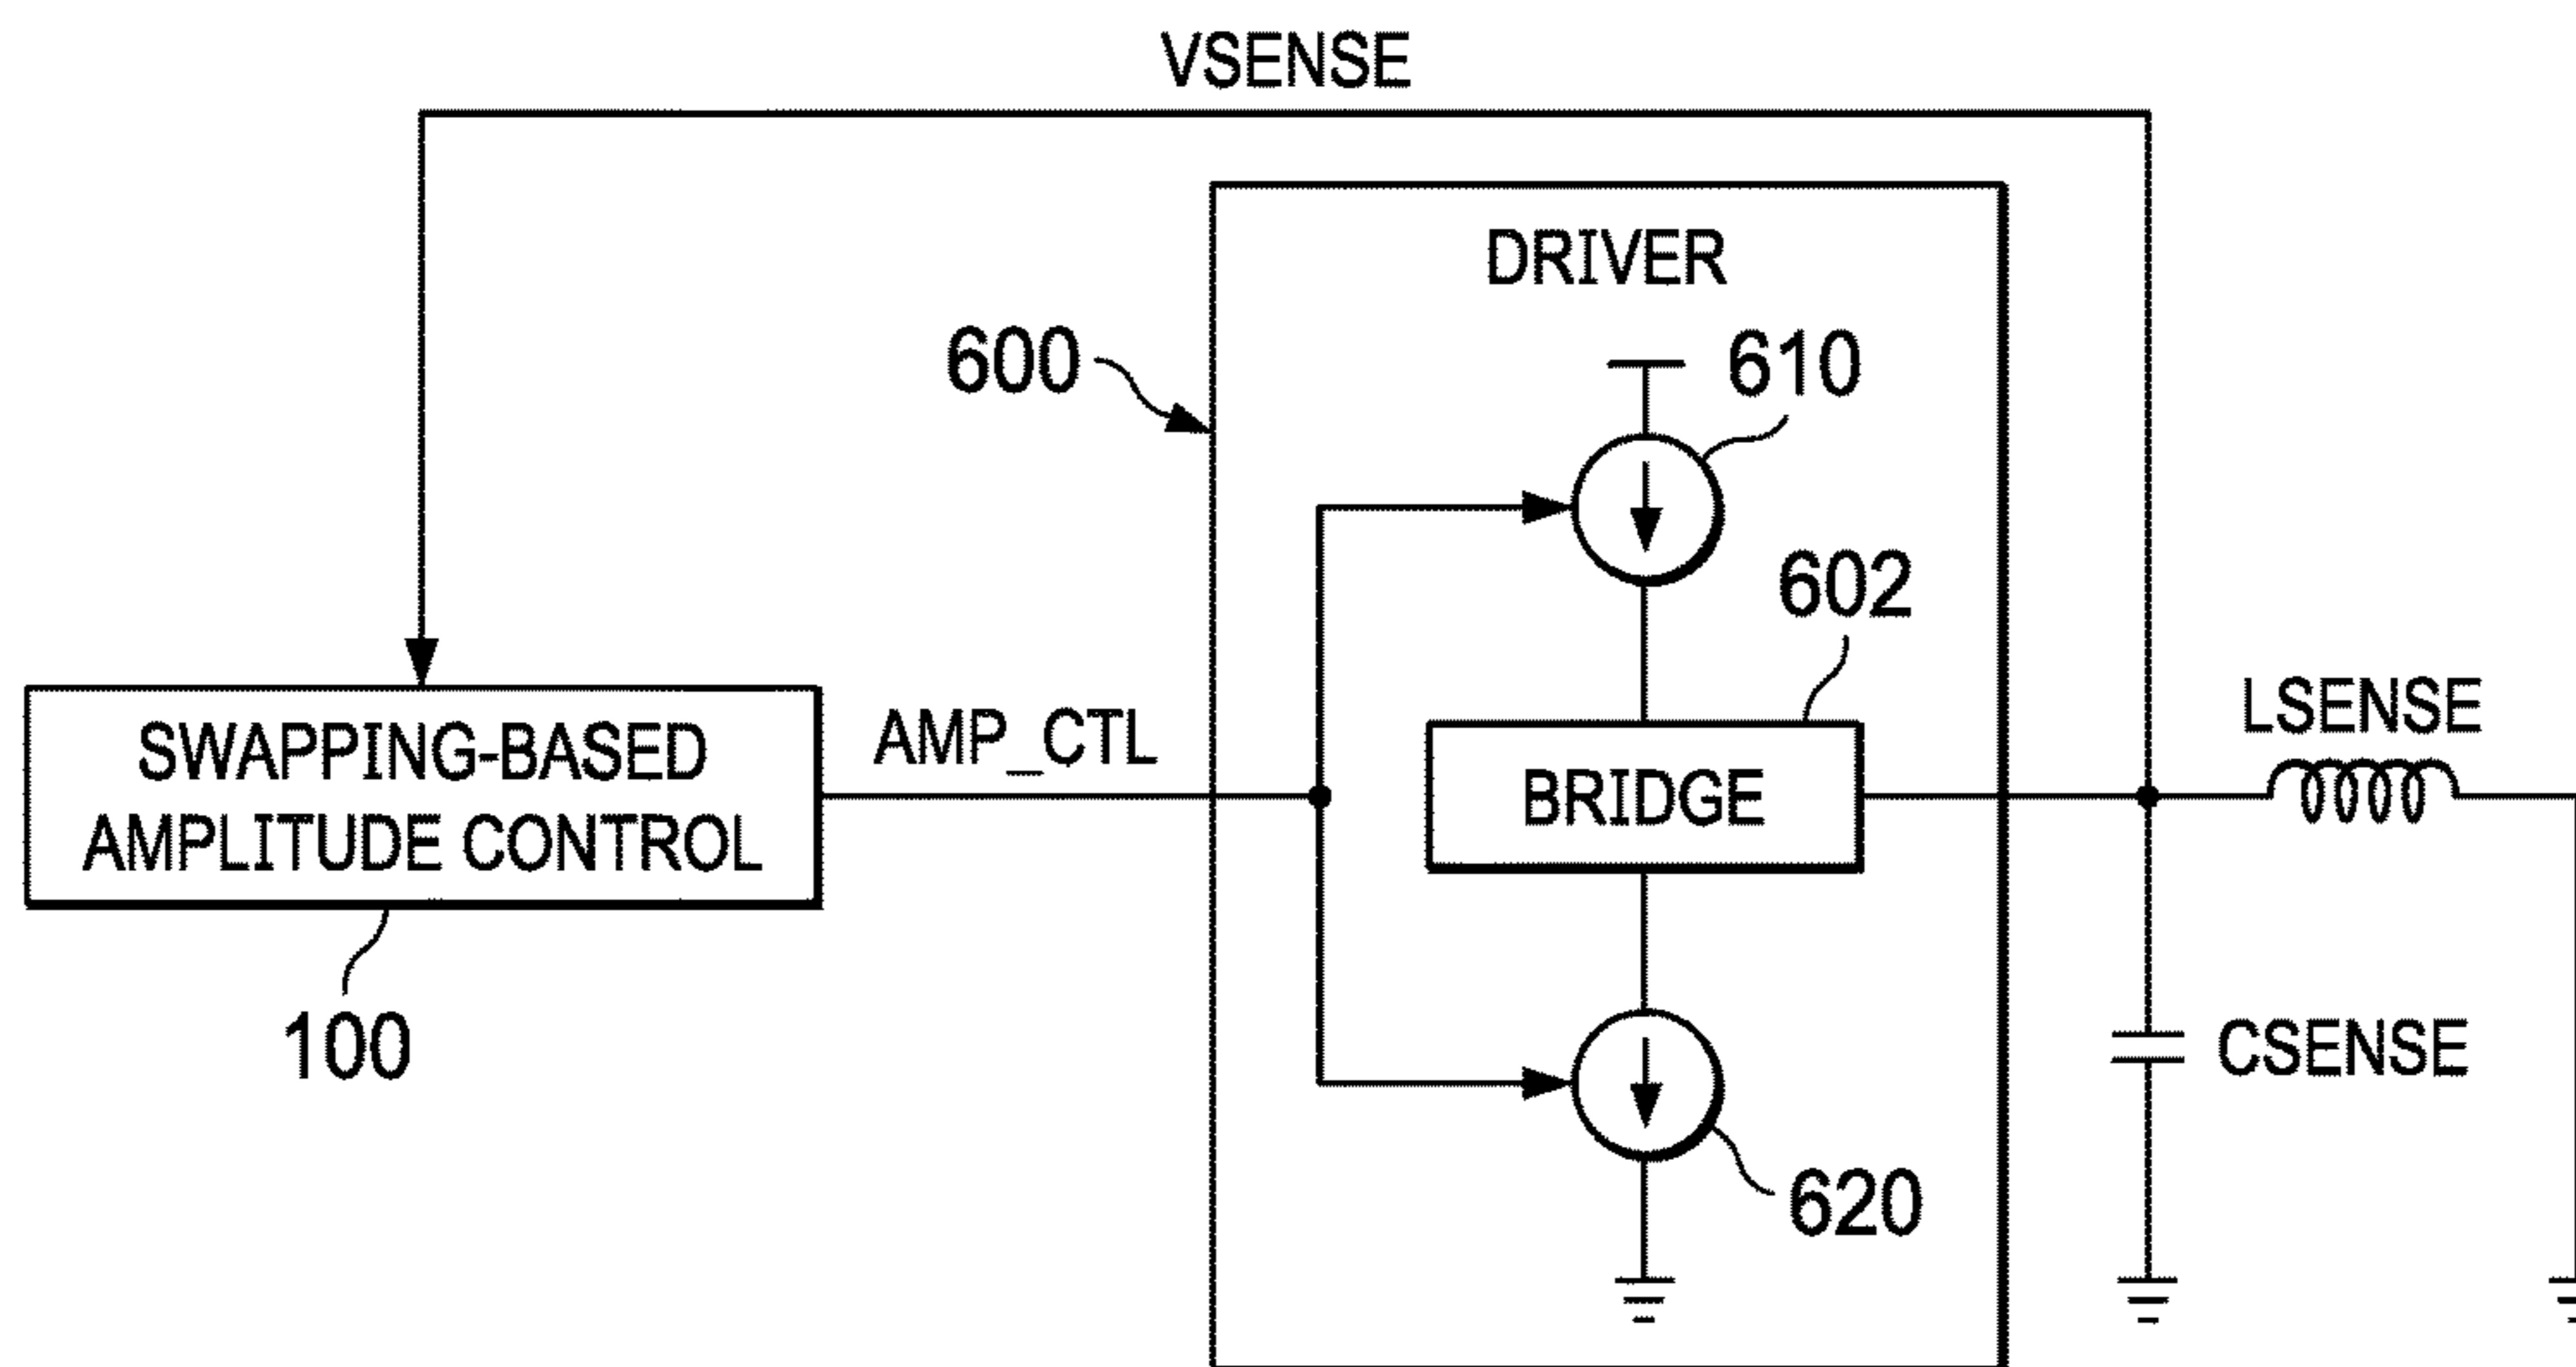 VSENSE
DRIVER
600
610
602
SWAPPING-BASED
AMPLITUDE CONTROL
AMP_CTL
BRIDGE
LSENSE
100
CSENSE
620